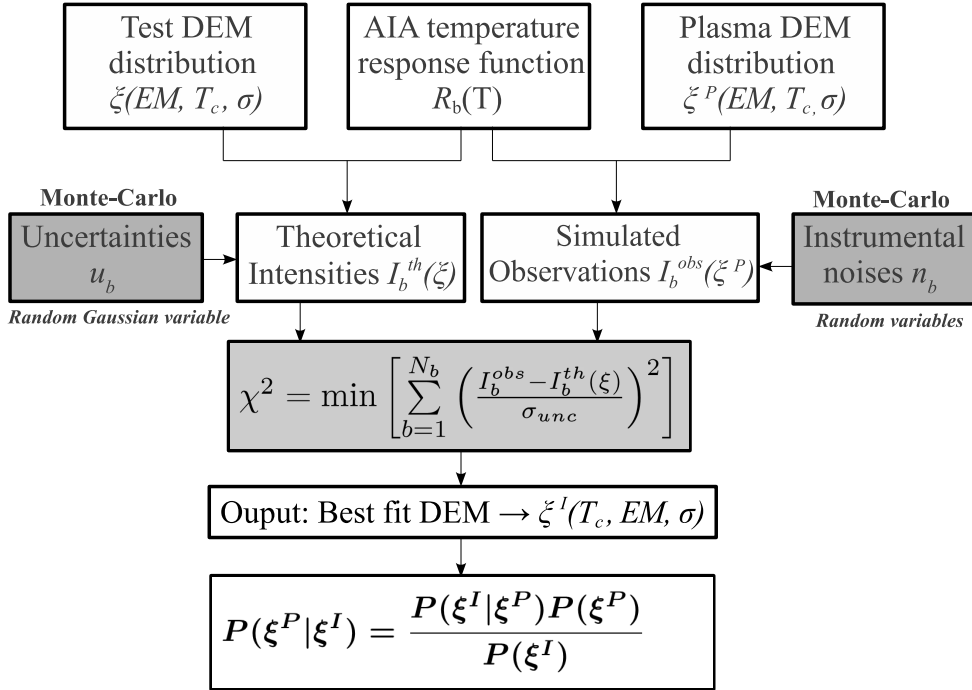 Test DEM
distribution
ξ(EM, T_c, σ)
AIA temperature
response function
R_b(T)
Plasma DEM
distribution
ξ^P(EM, T_c, σ)
Monte-Carlo
Uncertainties
u_b
Random Gaussian variable
Theoretical
Intensities I_b^th(ξ)
Simulated
Observations I_b^obs(ξ^P)
Monte-Carlo
Instrumental
noises n_b
Random variables
χ² = min [ ∑_{b=1}^{N_b} ( (I_b^obs − I_b^th(ξ)) / σ_unc )² ]
Ouput: Best fit DEM → ξ^I(T_c, EM, σ)
P(ξ^P|ξ^I) = P(ξ^I|ξ^P)P(ξ^P) / P(ξ^I)